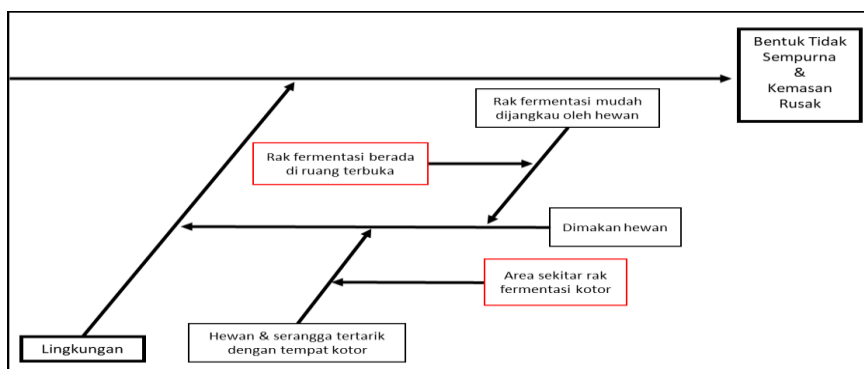 Bentuk Tidak
Sempurna
&
Kemasan
Rusak
Rak fermentasi mudah
dijangkau oleh hewan
Rak fermentasi berada
di ruang terbuka
Dimakan hewan
Area sekitar rak
fermentasi kotor
Hewan & serangga tertarik
dengan tempat kotor
Lingkungan